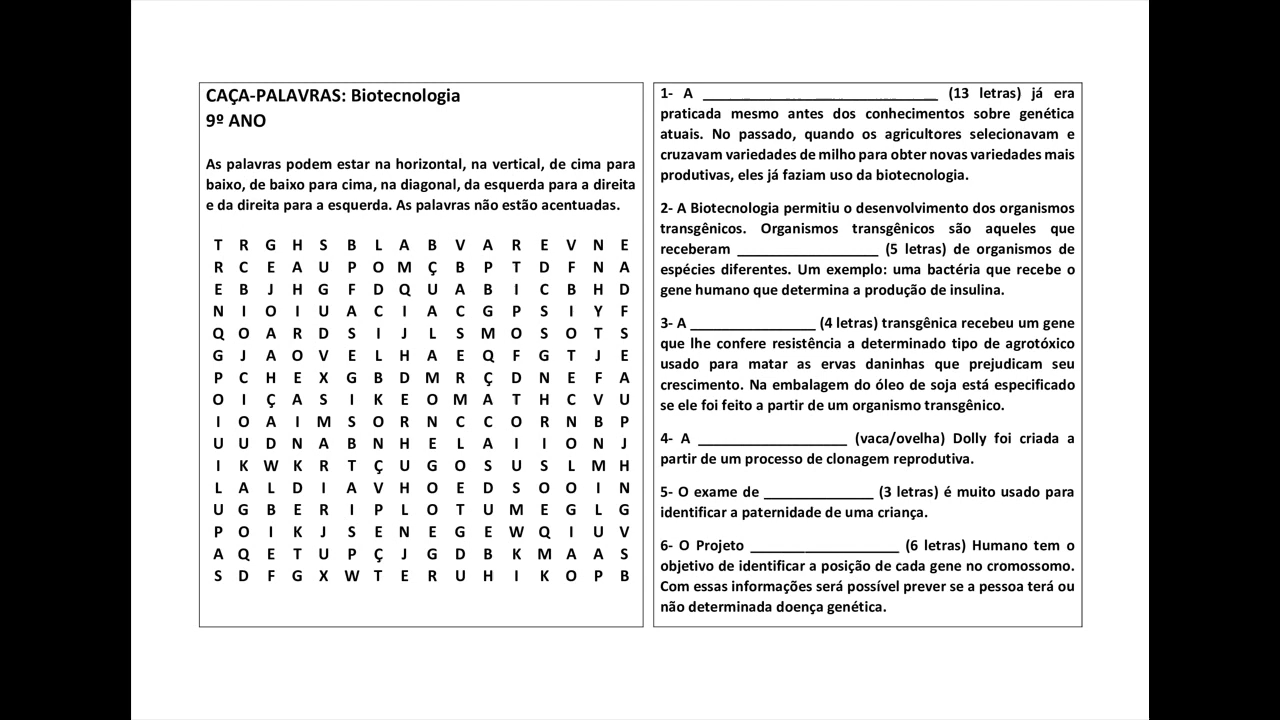 CAÇA-PALAVRAS: Biotecnologia
9º ANO
As palavras podem estar na horizontal, na vertical, de cima para
baixo, de baixo para cima, na diagonal, da esquerda para a direita
e da direita para a esquerda. As palavras não estão acentuadas.
T R G H S B L A B V A R E V N E
R C E A U P O M Ç B P T D F N A
E B J H G F D Q U A B I C B H D
N I O I U A C I A C G P S I Y F
Q O A R D S I J L S M O S O T S
G J A O V E L H A E Q F G T J E
P C H E X G B D M R Ç D N E F A
O I Ç A S I K E O M A T H C V U
I O A I M S O R N C C O R N B P
U U D N A B N H E L A I I O N J
I K W K R T Ç U G O S U S L M H
L A L D I A V H O E D S O O I N
U G B E R I P L O T U M E G L G
P O I K J S E N E G E W Q I U V
A Q E T U P Ç J G D B K M A A S
S D F G X W T E R U H I K O P B
1- A ______________________________ (13 letras) já era
praticada mesmo antes dos conhecimentos sobre genética
atuais. No passado, quando os agricultores selecionavam e
cruzavam variedades de milho para obter novas variedades mais
produtivas, eles já faziam uso da biotecnologia.
2- A Biotecnologia permitiu o desenvolvimento dos organismos
transgênicos. Organismos transgênicos são aqueles que
receberam __________________ (5 letras) de organismos de
espécies diferentes. Um exemplo: uma bactéria que recebe o
gene humano que determina a produção de insulina.
3- A ________________ (4 letras) transgênica recebeu um gene
que lhe confere resistência a determinado tipo de agrotóxico
usado para matar as ervas daninhas que prejudicam seu
crescimento. Na embalagem do óleo de soja está especificado
se ele foi feito a partir de um organismo transgênico.
4- A ___________________ (vaca/ovelha) Dolly foi criada a
partir de um processo de clonagem reprodutiva.
5- O exame de ______________ (3 letras) é muito usado para
identificar a paternidade de uma criança.
6- O Projeto ___________________ (6 letras) Humano tem o
objetivo de identificar a posição de cada gene no cromossomo.
Com essas informações será possível prever se a pessoa terá ou
não determinada doença genética.